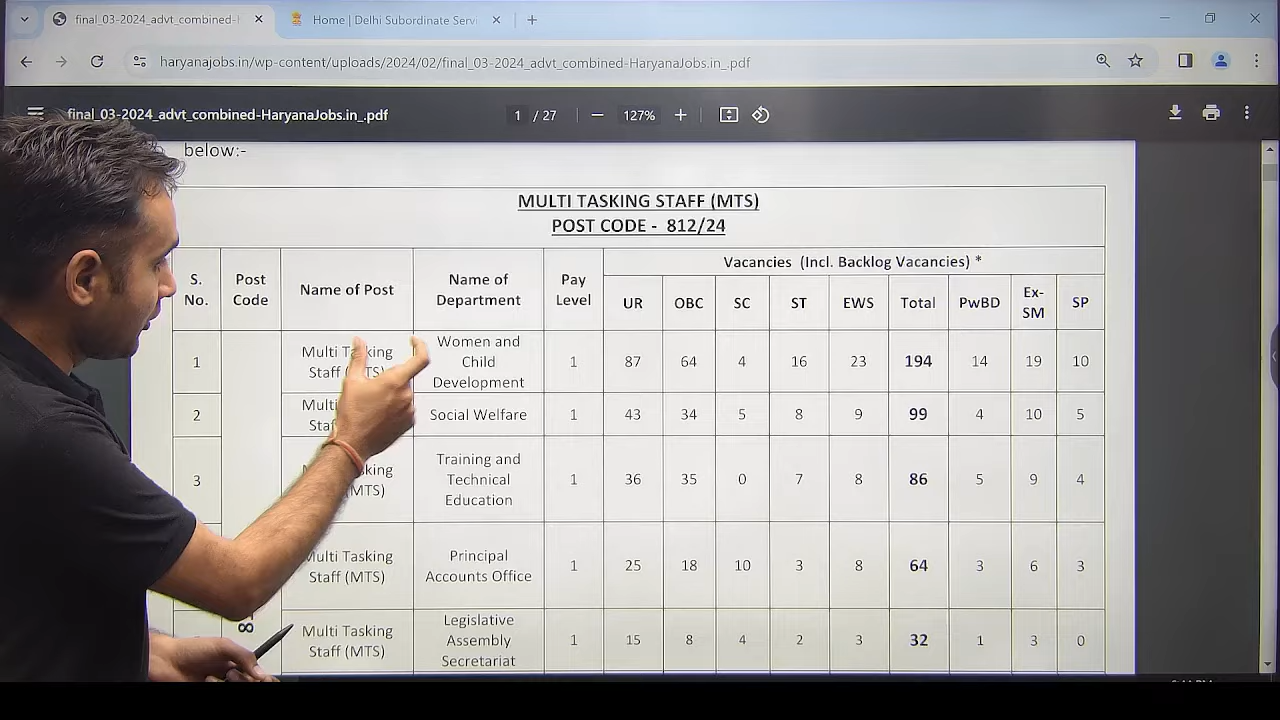 final_03-2024_advt_combined-H
Home | Delhi Subordinate Servi
haryanajobs.in/wp-content/uploads/2024/02/final_03-2024_advt_combined-HaryanaJobs.in_.pdf
final_03-2024_advt_combined-HaryanaJobs.in_.pdf
1 / 27
127%
below:-
MULTI TASKING STAFF (MTS)
POST CODE - 812/24
S. No. Post Code Name of Post Name of Department Pay Level Vacancies (Incl. Backlog Vacancies) *
UR OBC SC ST EWS Total PwBD Ex-SM SP
1 Multi Tasking Staff (MTS) Women and Child Development 1 87 64 4 16 23 194 14 19 10
2 Multi Staff Social Welfare 1 43 34 5 8 9 99 4 10 5
3 (MTS) Training and Technical Education 1 36 35 0 7 8 86 5 9 4
Multi Tasking Staff (MTS) Principal Accounts Office 1 25 18 10 3 8 64 3 6 3
8
Multi Tasking Staff (MTS) Legislative Assembly Secretariat 1 15 8 4 2 3 32 1 3 0